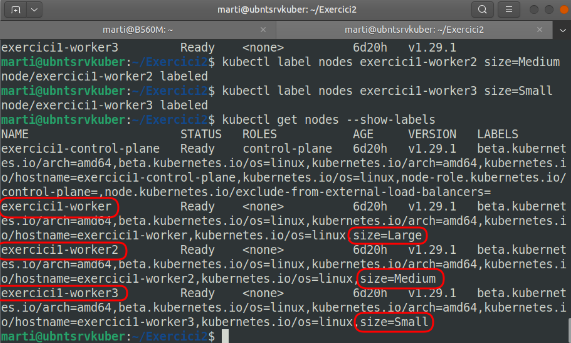 marti@ubntsrvkuber: ~/Exercici2
marti@B560M: ~
marti@ubntsrvkuber: ~/Exercici2
exercici1-worker3 Ready <none> 6d20h v1.29.1
marti@ubntsrvkuber:~/Exercici2$ kubectl label nodes exercici1-worker2 size=Medium
node/exercici1-worker2 labeled
marti@ubntsrvkuber:~/Exercici2$ kubectl label nodes exercici1-worker3 size=Small
node/exercici1-worker3 labeled
marti@ubntsrvkuber:~/Exercici2$ kubectl get nodes --show-labels
NAME STATUS ROLES AGE VERSION LABELS
exercici1-control-plane Ready control-plane 6d20h v1.29.1 beta.kubernet
es.io/arch=amd64,beta.kubernetes.io/os=linux,kubernetes.io/arch=amd64,kubernetes.i
o/hostname=exercici1-control-plane,kubernetes.io/os=linux,node-role.kubernetes.io/
control-plane=,node.kubernetes.io/exclude-from-external-load-balancers=
exercici1-worker Ready <none> 6d20h v1.29.1 beta.kubernet
es.io/arch=amd64,beta.kubernetes.io/os=linux,kubernetes.io/arch=amd64,kubernetes.i
o/hostname=exercici1-worker,kubernetes.io/os=linux,size=Large
exercici1-worker2 Ready <none> 6d20h v1.29.1 beta.kubernet
es.io/arch=amd64,beta.kubernetes.io/os=linux,kubernetes.io/arch=amd64,kubernetes.i
o/hostname=exercici1-worker2,kubernetes.io/os=linux,size=Medium
exercici1-worker3 Ready <none> 6d20h v1.29.1 beta.kubernet
es.io/arch=amd64,beta.kubernetes.io/os=linux,kubernetes.io/arch=amd64,kubernetes.i
o/hostname=exercici1-worker3,kubernetes.io/os=linux,size=Small
marti@ubntsrvkuber:~/Exercici2$